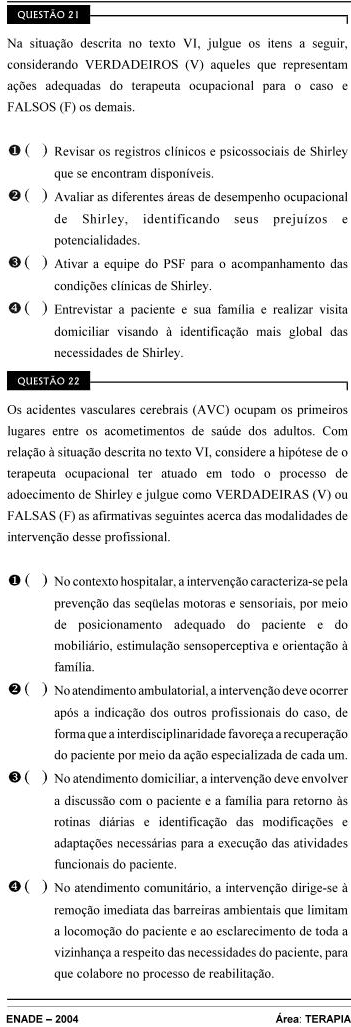 QUESTÃO 21
Na situação descrita no texto VI, julgue os itens a seguir,
considerando VERDADEIROS (V) aqueles que representam
ações adequadas do terapeuta ocupacional para o caso e
FALSOS (F) os demais.
❶ ( ) Revisar os registros clínicos e psicossociais de Shirley
que se encontram disponíveis.
❷ ( ) Avaliar as diferentes áreas de desempenho ocupacional
de Shirley, identificando seus prejuízos e
potencialidades.
❸ ( ) Ativar a equipe do PSF para o acompanhamento das
condições clínicas de Shirley.
❹ ( ) Entrevistar a paciente e sua família e realizar visita
domiciliar visando à identificação mais global das
necessidades de Shirley.
QUESTÃO 22
Os acidentes vasculares cerebrais (AVC) ocupam os primeiros
lugares entre os acometimentos de saúde dos adultos. Com
relação à situação descrita no texto VI, considere a hipótese de o
terapeuta ocupacional ter atuado em todo o processo de
adoecimento de Shirley e julgue como VERDADEIRAS (V) ou
FALSAS (F) as afirmativas seguintes acerca das modalidades de
intervenção desse profissional.
❶ ( ) No contexto hospitalar, a intervenção caracteriza-se pela
prevenção das seqüelas motoras e sensoriais, por meio
de posicionamento adequado do paciente e do
mobiliário, estimulação sensoperceptiva e orientação à
família.
❷ ( ) No atendimento ambulatorial, a intervenção deve ocorrer
após a indicação dos outros profissionais do caso, de
forma que a interdisciplinaridade favoreça a recuperação
do paciente por meio da ação especializada de cada um.
❸ ( ) No atendimento domiciliar, a intervenção deve envolver
a discussão com o paciente e a família para retorno às
rotinas diárias e identificação das modificações e
adaptações necessárias para a execução das atividades
funcionais do paciente.
❹ ( ) No atendimento comunitário, a intervenção dirige-se à
remoção imediata das barreiras ambientais que limitam
a locomoção do paciente e ao esclarecimento de toda a
vizinhança a respeito das necessidades do paciente, para
que colabore no processo de reabilitação.
ENADE – 2004 Área: TERAPIA